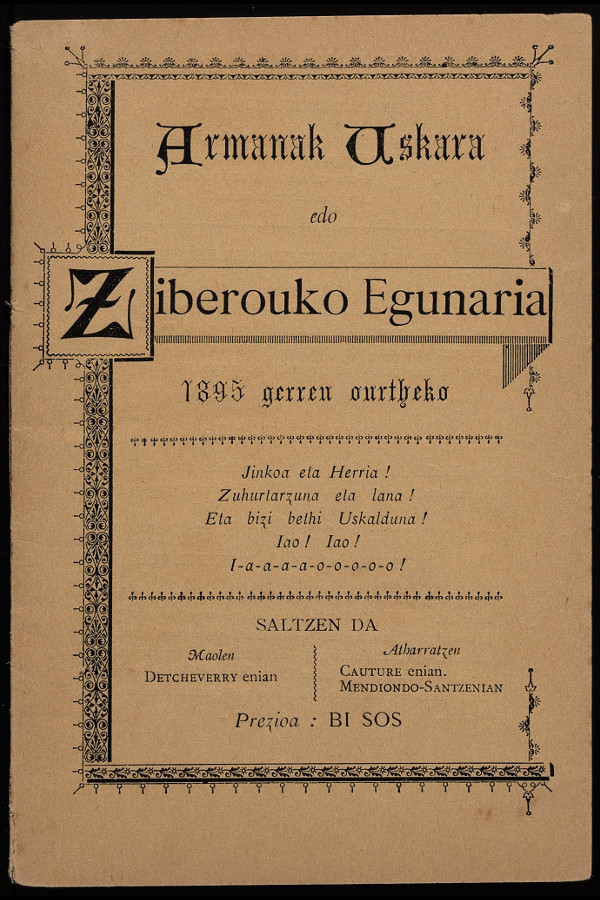 Armanak Uskara
edo
Ziberouko Egunaria
1895 gerren ourtheko
Jinkoa eta Herria !
Zuhurtarzuna eta lana !
Eta bizi bethi Uskalduna !
Iao ! Iao !
I-a-a-a-a-o-o-o-o-o !
SALTZEN DA
Maolen
DETCHEVERRY enian
Atharratzen
CAUTURE enian.
MENDIONDO-SANTZENIAN
Prezioa : BI SOS